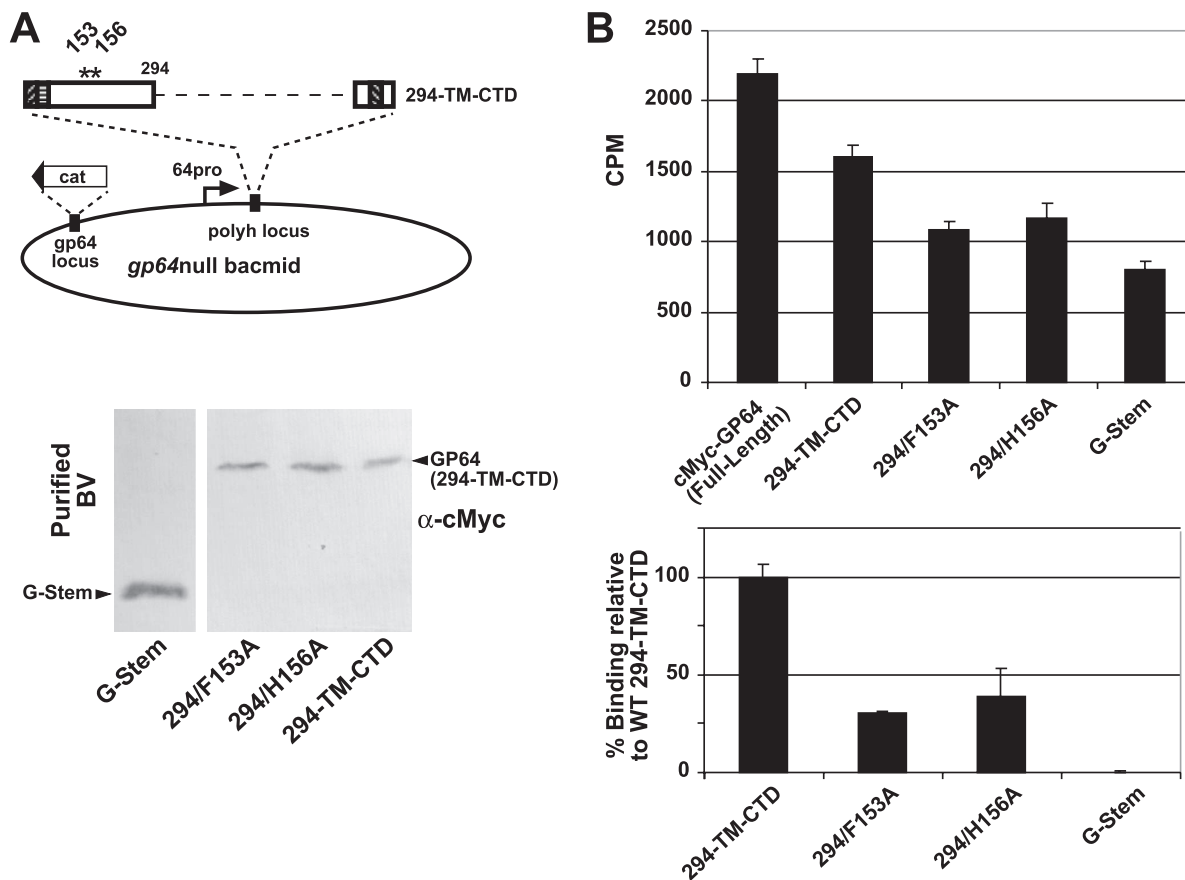 A
153
156
**
294
294-TM-CTD
cat
64pro
gp64
locus
polyh locus
gp64null bacmid
Purified
BV
GP64
(294-TM-CTD)
α-cMyc
G-Stem
G-Stem
294/F153A
294/H156A
294-TM-CTD
B
2500
2000
1500
1000
500
0
CPM
cMyc-GP64
(Full-Length)
294-TM-CTD
294/F153A
294/H156A
G-Stem
% Binding relative
to WT 294-TM-CTD
100
50
0
294-TM-CTD
294/F153A
294/H156A
G-Stem